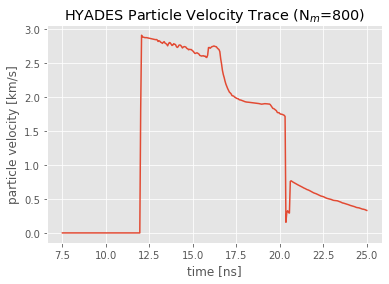 HYADES Particle Velocity Trace (Nm=800)
particle velocity [km/s]
3.0
2.5
2.0
1.5
1.0
0.5
0.0
7.5 10.0 12.5 15.0 17.5 20.0 22.5 25.0
time [ns]